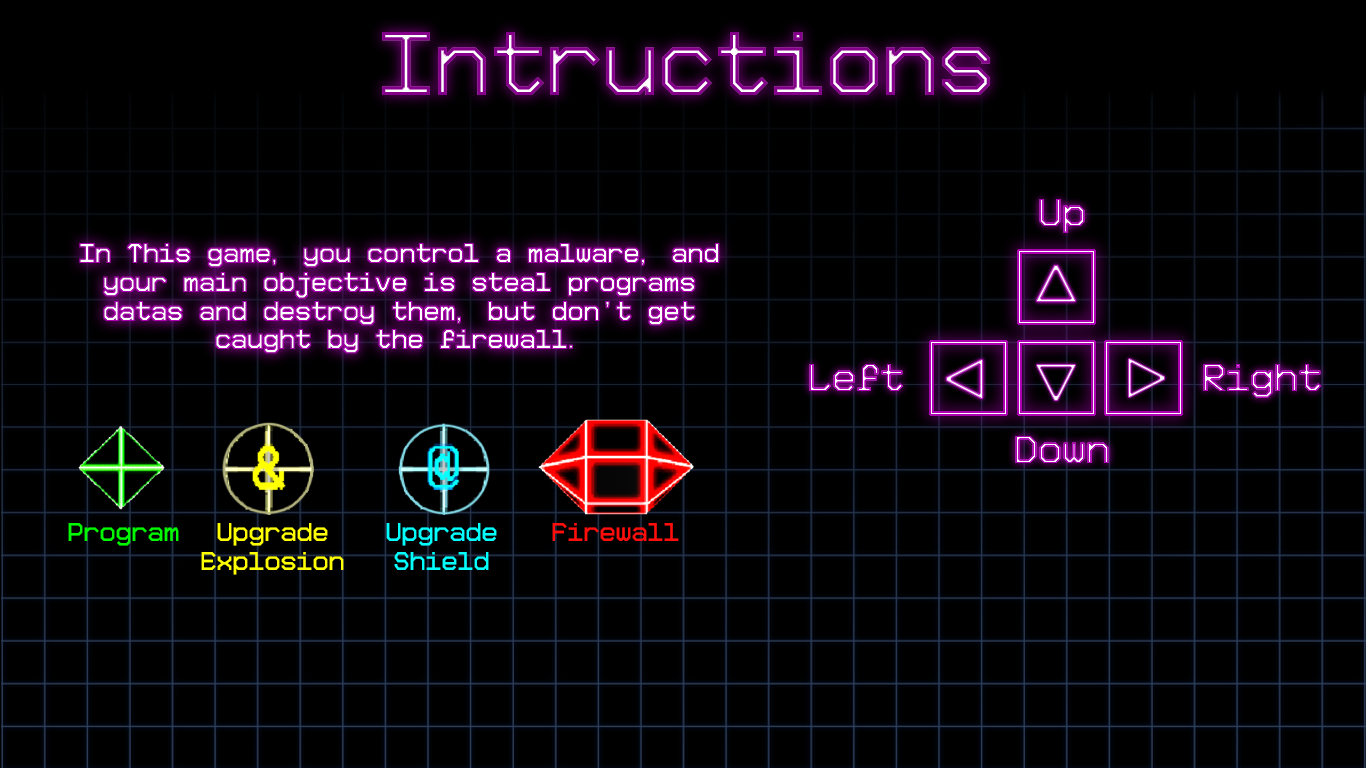 Intructions
In This game, you control a malware, and
your main objective is steal programs
datas and destroy them, but don't get
caught by the firewall.
Up
Left
Right
Down
&
@
Program
Upgrade
Explosion
Upgrade
Shield
Firewall